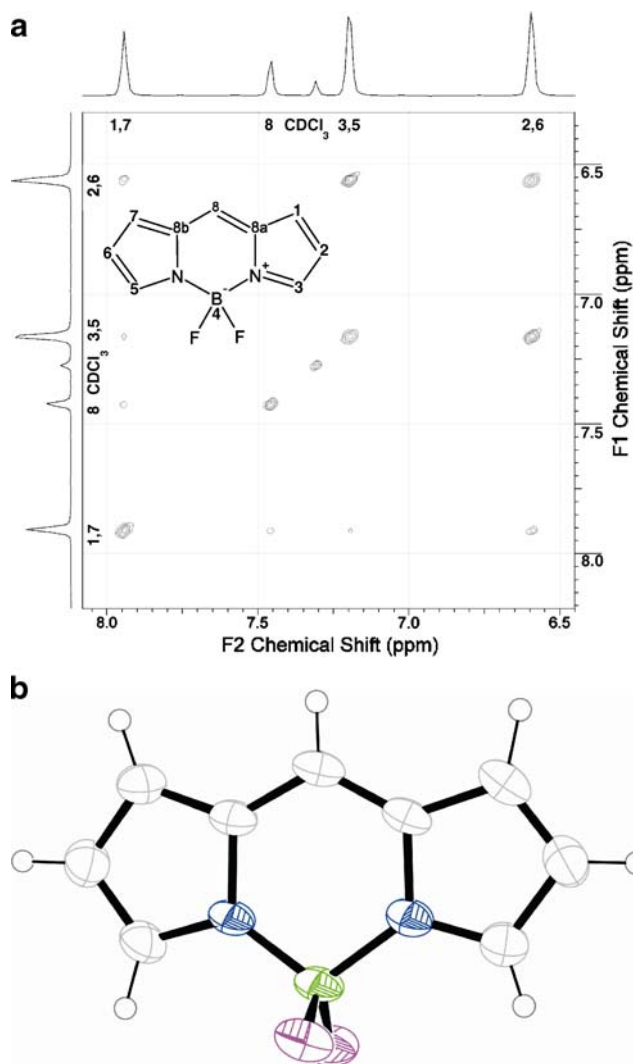 a
1,7 8 CDCl3 3,5 2,6
2,6
3,5
CDCl3
8
1,7
8
7 8b 8a 1
6 2
5 N N+ 3
B-
4
F F
6.5
7.0
7.5
8.0
F1 Chemical Shift (ppm)
8.0 7.5 7.0 6.5
F2 Chemical Shift (ppm)
b